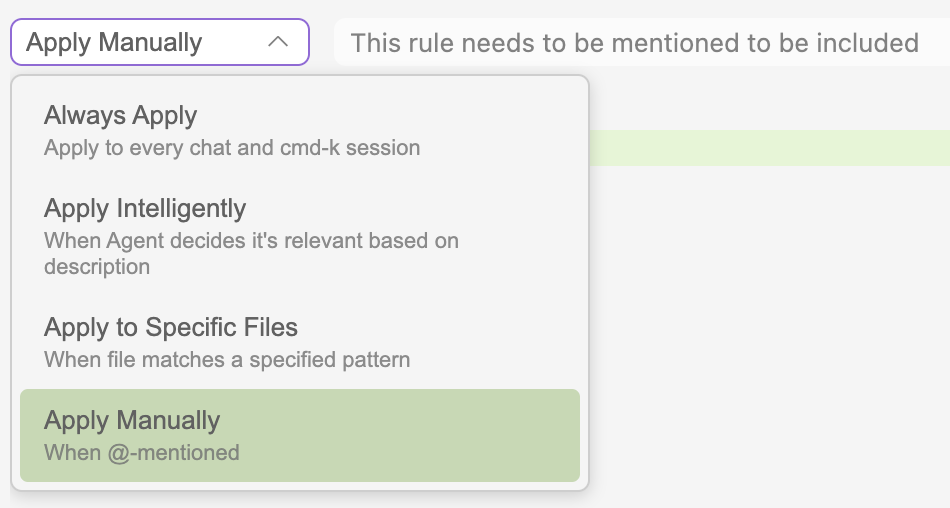 Apply Manually
This rule needs to be mentioned to be included
Always Apply
Apply to every chat and cmd-k session
Apply Intelligently
When Agent decides it's relevant based on
description
Apply to Specific Files
When file matches a specified pattern
Apply Manually
When @-mentioned